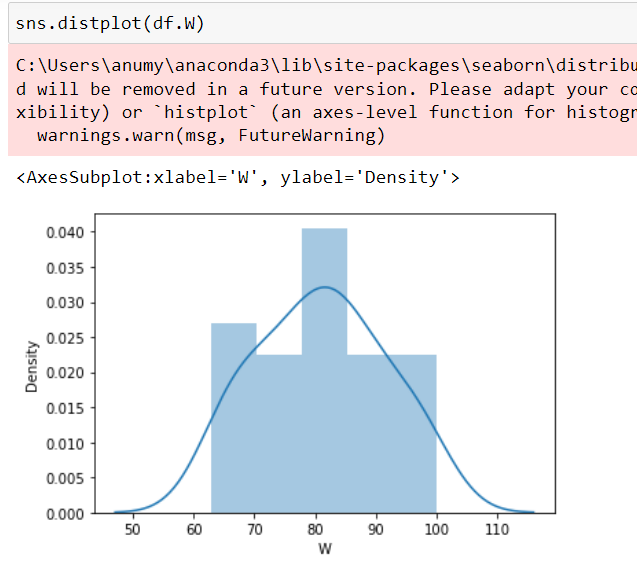 sns.distplot(df.W)
C:\Users\anumy\anaconda3\lib\site-packages\seaborn\distribu
d will be removed in a future version. Please adapt your co
xibility) or `histplot` (an axes-level function for histogr
warnings.warn(msg, FutureWarning)
<AxesSubplot:xlabel='W', ylabel='Density'>
0.040
0.035
0.030
0.025
0.020
0.015
0.010
0.005
0.000
Density
50 60 70 80 90 100 110
W